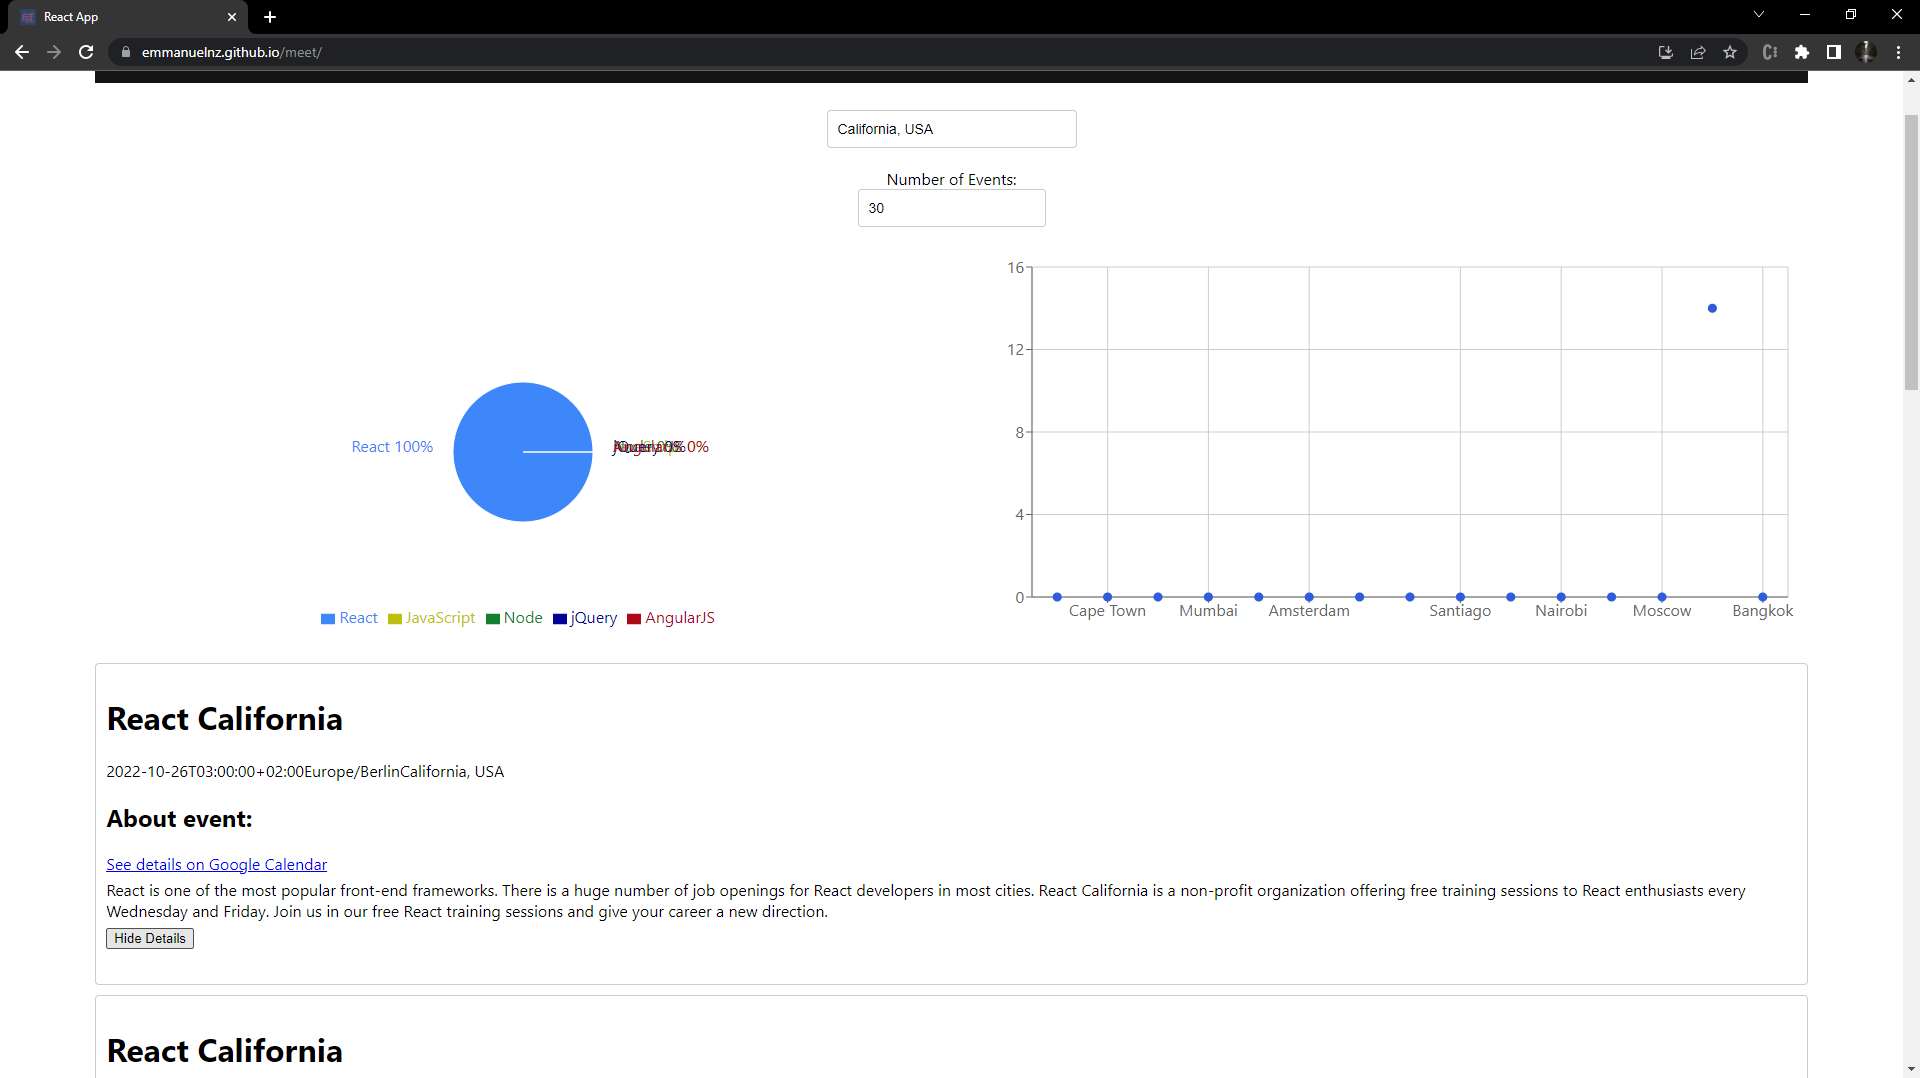 React App
emmanuelnz.github.io/meet/
California, USA
Number of Events:
30
16
12
8
4
0
Cape Town Mumbai Amsterdam Santiago Nairobi Moscow Bangkok
React 100%
0%
React JavaScript Node jQuery AngularJS
React California
2022-10-26T03:00:00+02:00Europe/BerlinCalifornia, USA
About event:
See details on Google Calendar
React is one of the most popular front-end frameworks. There is a huge number of job openings for React developers in most cities. React California is a non-profit organization offering free training sessions to React enthusiasts every
Wednesday and Friday. Join us in our free React training sessions and give your career a new direction.
Hide Details
React California